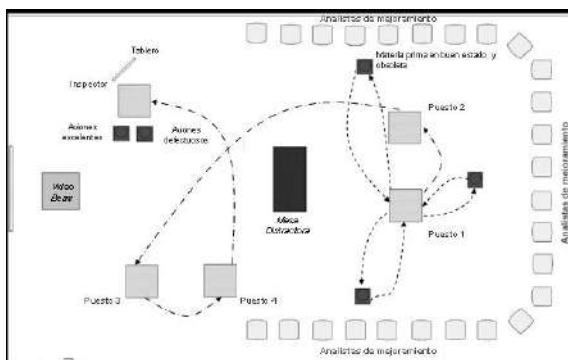 Analistas de mejoramiento
Tablero
Materia prima en buen estado y
obsoleta
Inspector
Puesto 2
Aviones
excelentes
Aviones
defectuosos
Video
Beam
Mesa
Distractora
Puesto 1
Analistas de mejoramiento
Puesto 3
Puesto 4
Analistas de mejoramiento